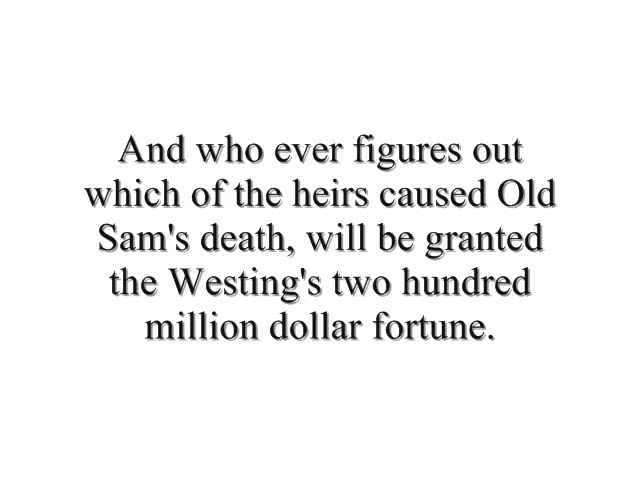 And who ever figures out
which of the heirs caused Old
Sam's death, will be granted
the Westing's two hundred
million dollar fortune.